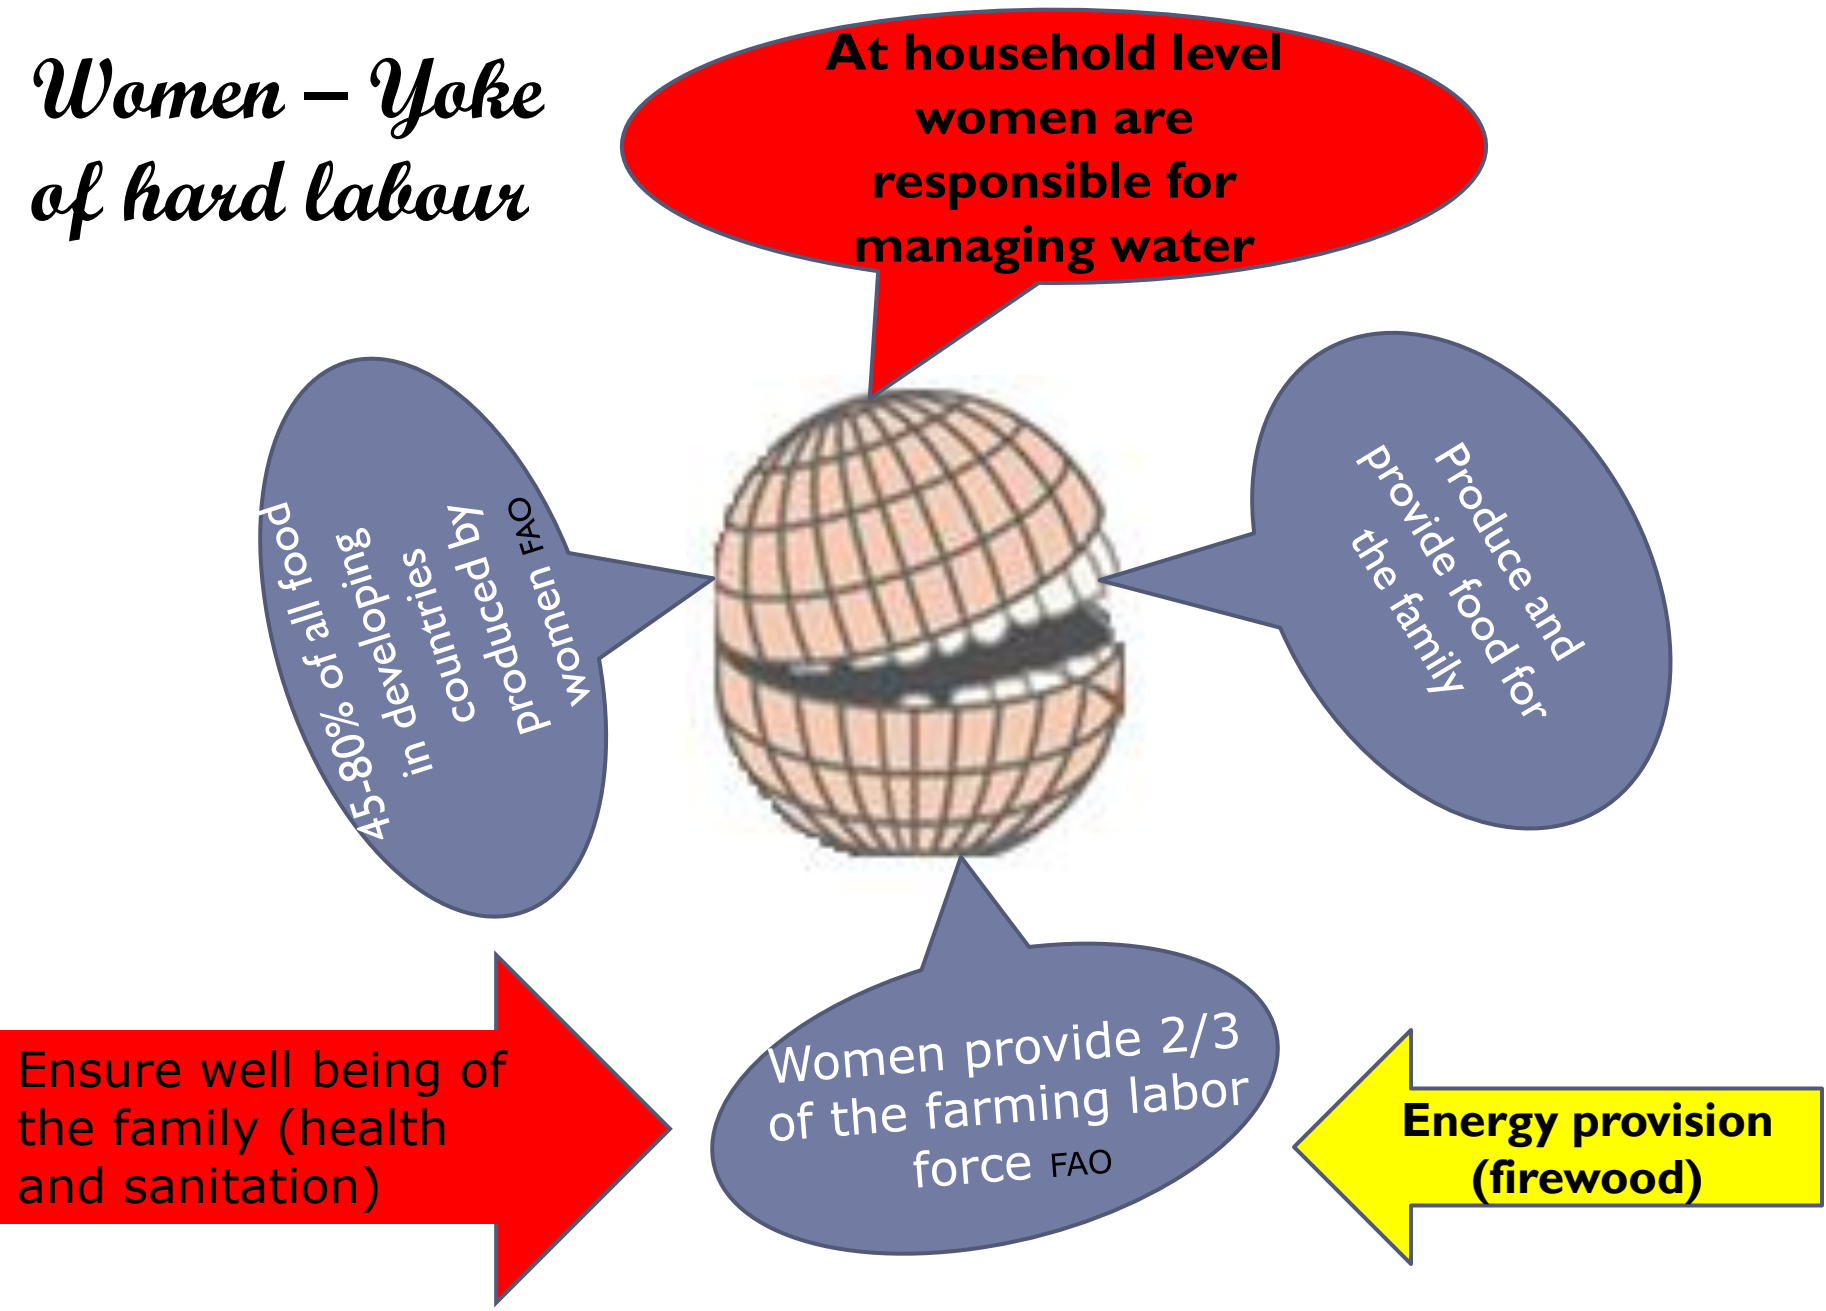 Women – Yoke
of hard labour
At household level
women are
responsible for
managing water
45-80% of all food
in developing
countries
produced by
women FAO
Produce and
provide food for
the family
Women provide 2/3
of the farming labor
force FAO
Ensure well being of
the family (health
and sanitation)
Energy provision
(firewood)